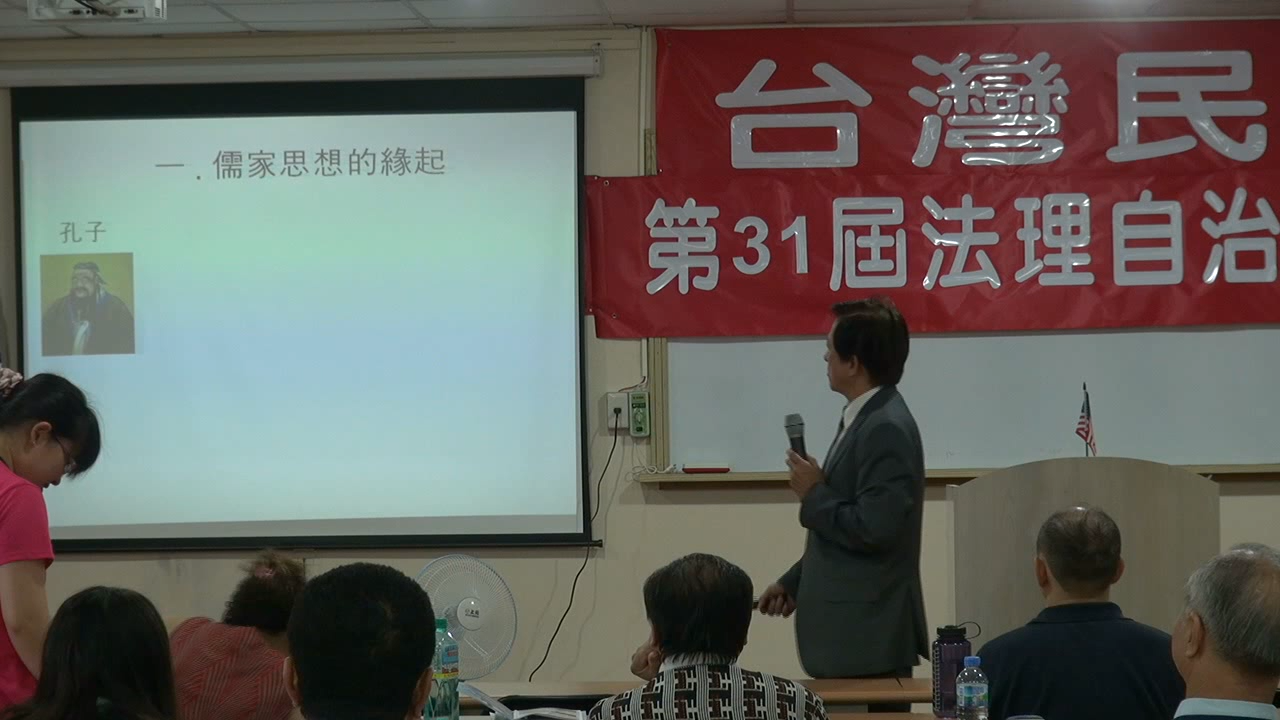 一.儒家思想的緣起
孔子
台灣民
第31屆法理自治